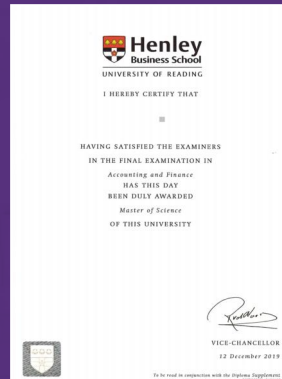 Henley
Business School
UNIVERSITY OF READING
I HEREBY CERTIFY THAT
HAVING SATISFIED THE EXAMINERS
IN THE FINAL EXAMINATION IN
Accounting and Finance
HAS THIS DAY
BEEN DULY AWARDED
Master of Science
OF THIS UNIVERSITY
VICE-CHANCELLOR
12 December 2019
To be read in conjunction with the Diploma Supplement